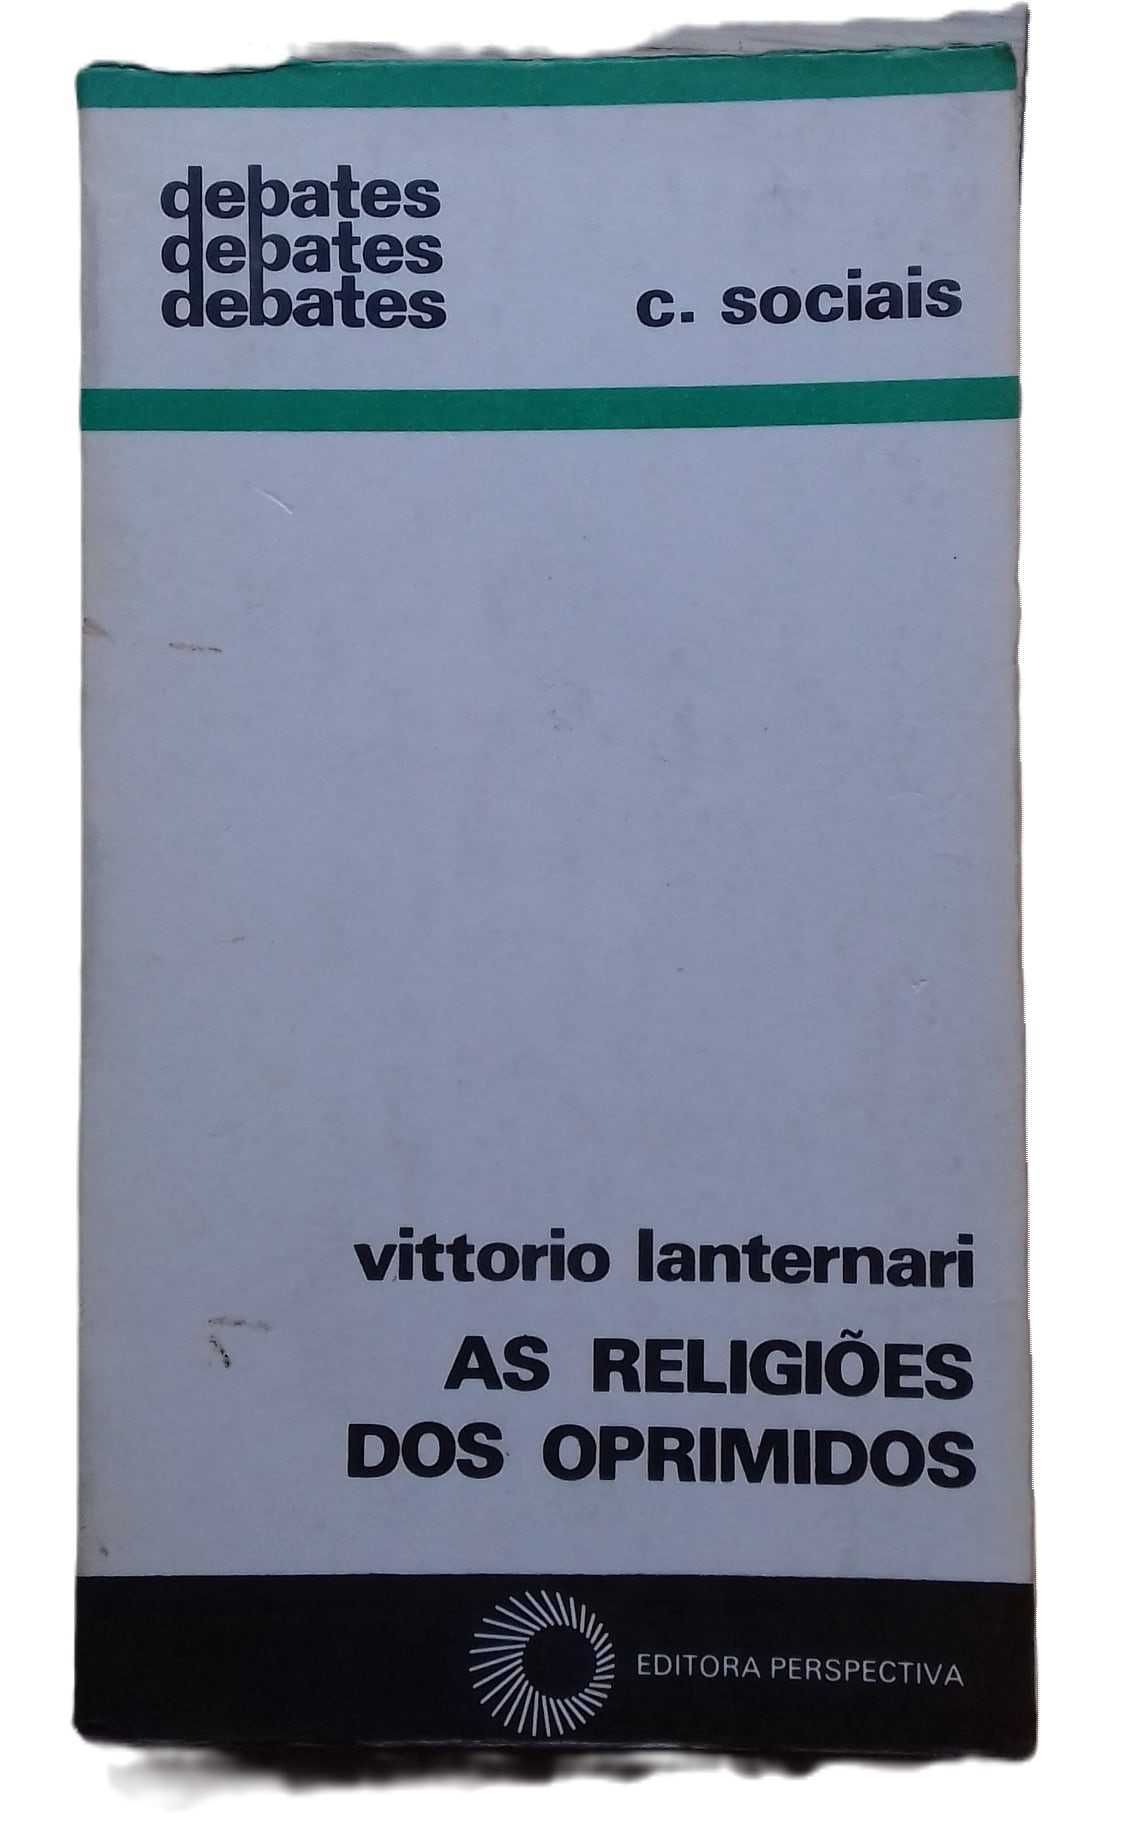 debates
debates
debates
c. sociais
vittorio lanternari
AS RELIGIÕES
DOS OPRIMIDOS
EDITORA PERSPECTIVA